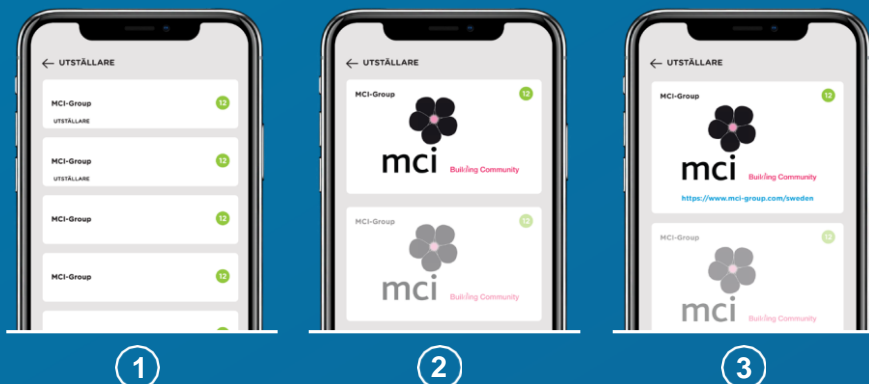 ← UTSTÄLLARE
MCI-Group 12
UTSTÄLLARE
MCI-Group 12
UTSTÄLLARE
MCI-Group 12
MCI-Group 12
1
← UTSTÄLLARE
MCI-Group 12
mci Building Community
MCI-Group 12
mci Building Community
2
← UTSTÄLLARE
MCI-Group 12
mci Building Community
https://www.mci-group.com/sweden
MCI-Group 12
mci Building Community
3